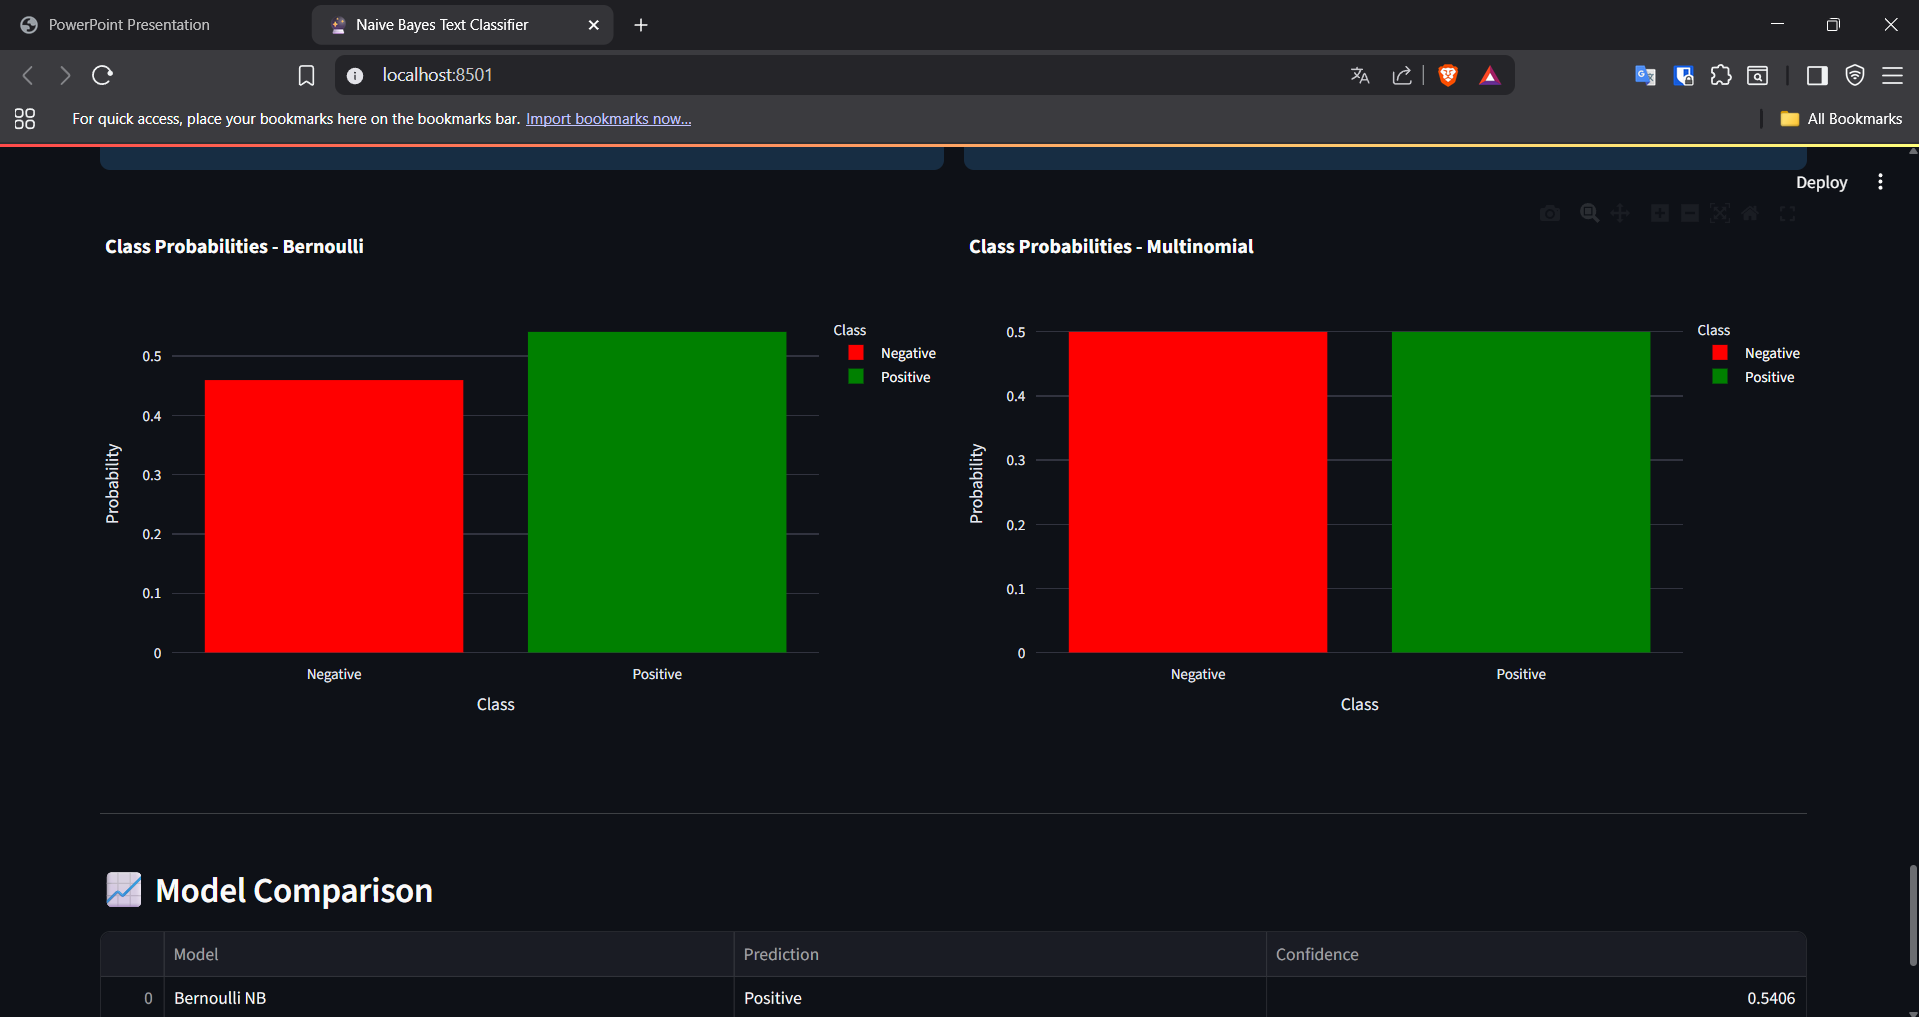 PowerPoint Presentation
Naive Bayes Text Classifier
localhost:8501
For quick access, place your bookmarks here on the bookmarks bar. Import bookmarks now...
All Bookmarks
Deploy
Class Probabilities - Bernoulli
Class
Negative
Positive
0.5
0.4
0.3
0.2
0.1
0
Probability
Negative
Positive
Class
Class Probabilities - Multinomial
Class
Negative
Positive
0.5
0.4
0.3
0.2
0.1
0
Probability
Negative
Positive
Class
Model Comparison
Model Prediction Confidence
0 Bernoulli NB Positive 0.5406